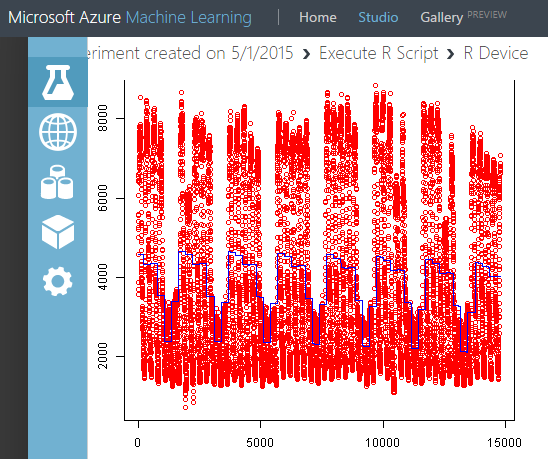 Microsoft Azure Machine Learning | Home Studio Gallery PREVIEW
eriment created on 5/1/2015 › Execute R Script › R Device
8000
6000
4000
2000
0 5000 10000 15000